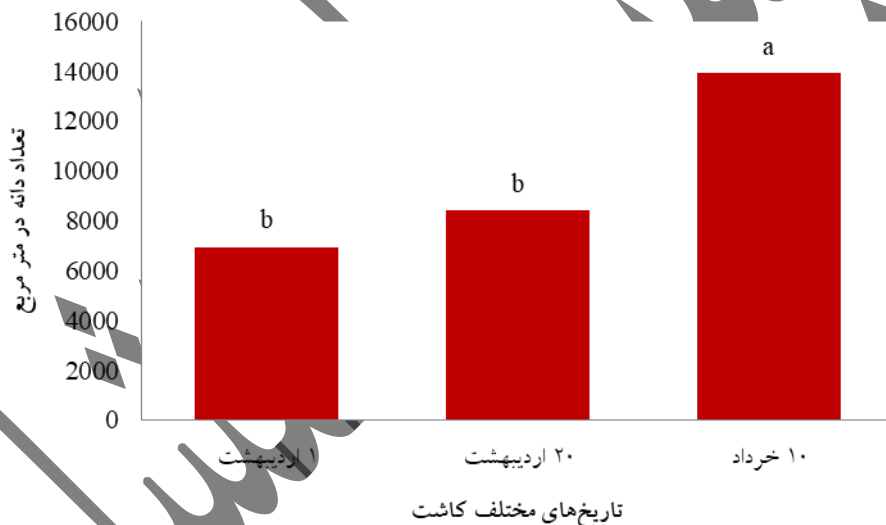 16000
14000
12000
10000
8000
6000
4000
2000
0
تعداد دانه در متر مربع
b
b
a
۱ اردیبهشت
۲۰ اردیبهشت
۱۰ خرداد
تاریخ‌های مختلف کاشت